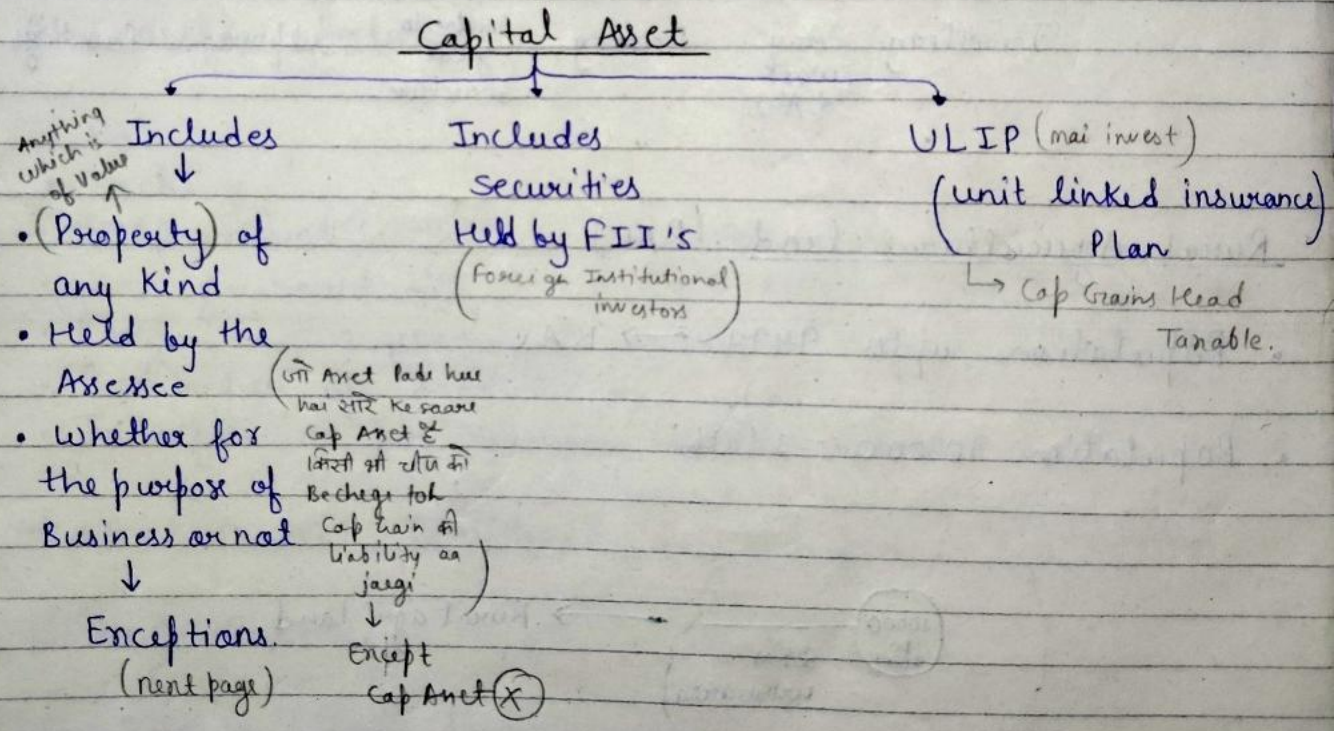 Capital Asset
Anything
which is
of value
Includes
• (Property) of
any kind
• Held by the
Assessee
• Whether for
the purpose of
Business or not
Exceptions.
(next page)
(जो Asset Pade hue
hai सारे ke saare
Cap Asset है
किसी भी चीज को
Bechege toh
Cap Gain की
liability aa
jaegi)
Except
Cap Asset (X)
Includes
securities
Held by FII's
(Foreign Institutional
investors)
ULIP (mai invest)
(unit linked insurance)
Plan
Cap Gains Head
Taxable.